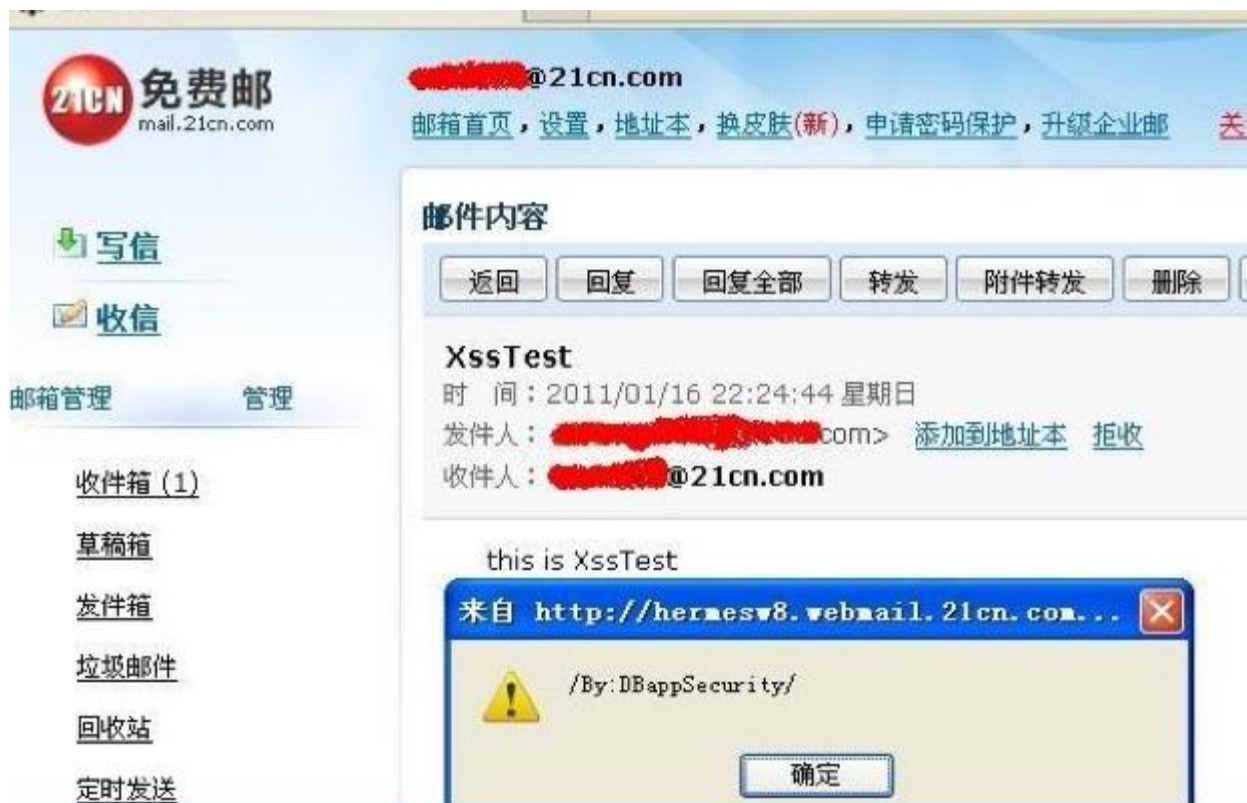 21CN 免费邮
mail.21cn.com
@21cn.com
邮箱首页，设置，地址本，换皮肤(新)，申请密码保护，升级企业邮
写信
收信
邮箱管理 管理
收件箱 (1)
草稿箱
发件箱
垃圾邮件
回收站
定时发送
邮件内容
返回 回复 回复全部 转发 附件转发 删除
XssTest
时 间：2011/01/16 22:24:44 星期日
发件人： com> 添加到地址本 拒收
收件人： @21cn.com
this is XssTest
来自 http://hermesw8.webmail.21cn.com...
/By:DBappSecurity/
确定